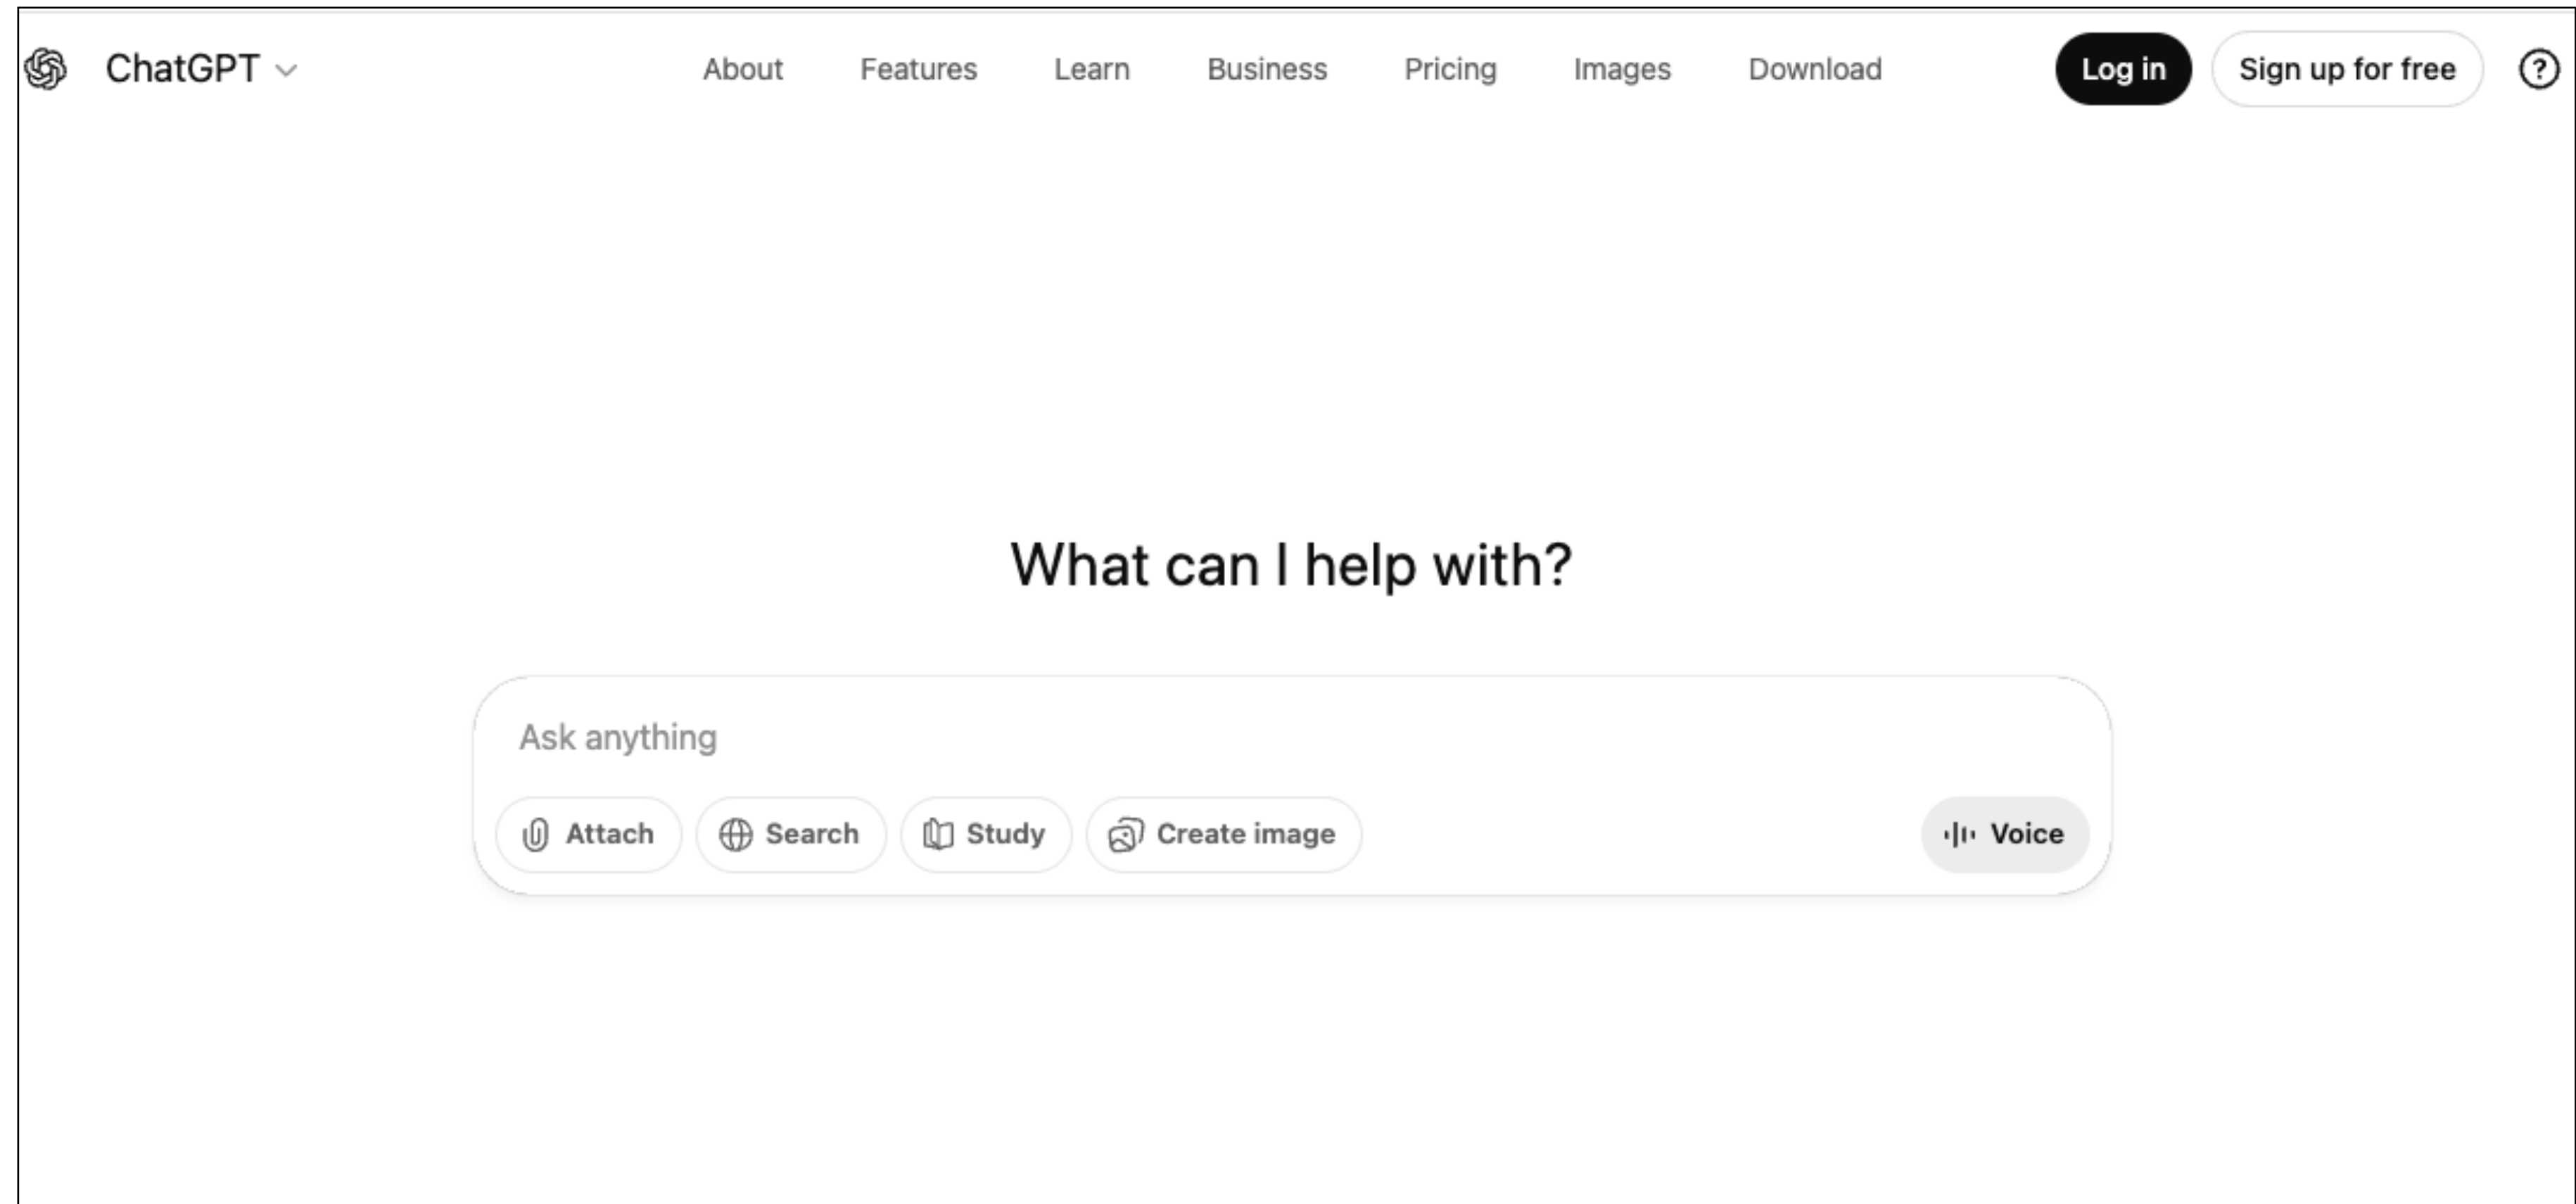 ChatGPT About Features Learn Business Pricing Images Download Log in Sign up for free ?
What can I help with?
Ask anything
Attach Search Study Create image Voice